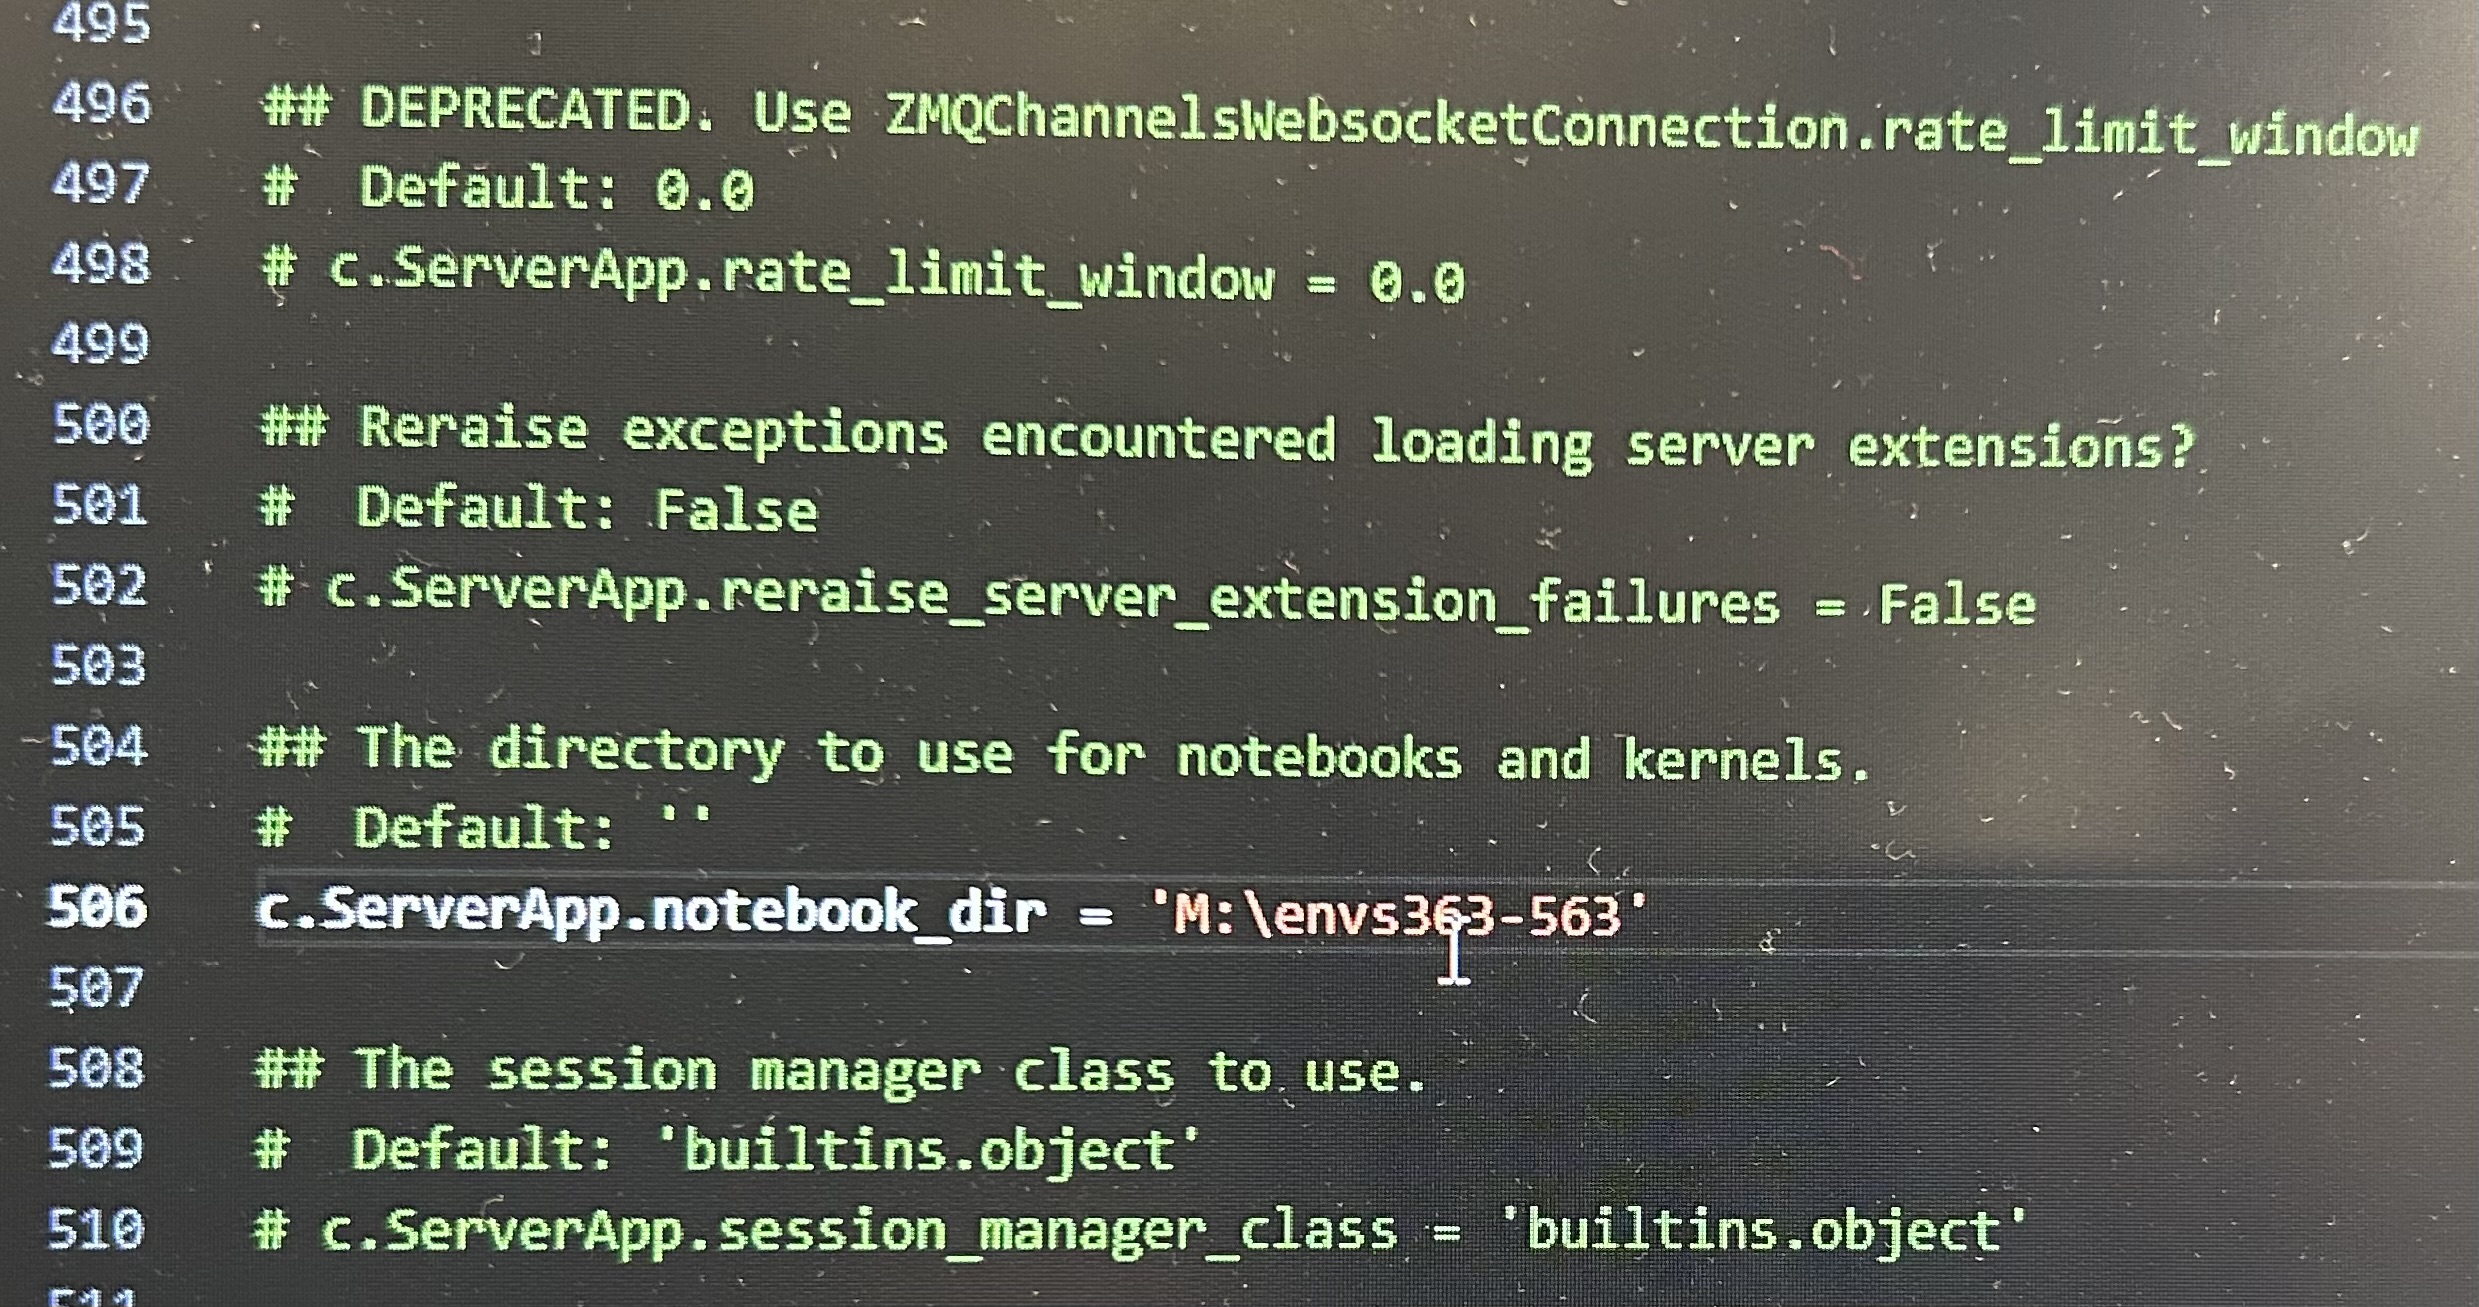 495
496 ## DEPRECATED. Use ZMQChannelsWebsocketConnection.rate_limit_window
497 #  Default: 0.0
498 # c.ServerApp.rate_limit_window = 0.0
499
500 ## Reraise exceptions encountered loading server extensions?
501 #  Default: False
502 # c.ServerApp.reraise_server_extension_failures = False
503
504 ## The directory to use for notebooks and kernels.
505 #  Default: ''
506 c.ServerApp.notebook_dir = 'M:\envs363-563'
507
508 ## The session manager class to use.
509 #  Default: 'builtins.object'
510 # c.ServerApp.session_manager_class = 'builtins.object'
511